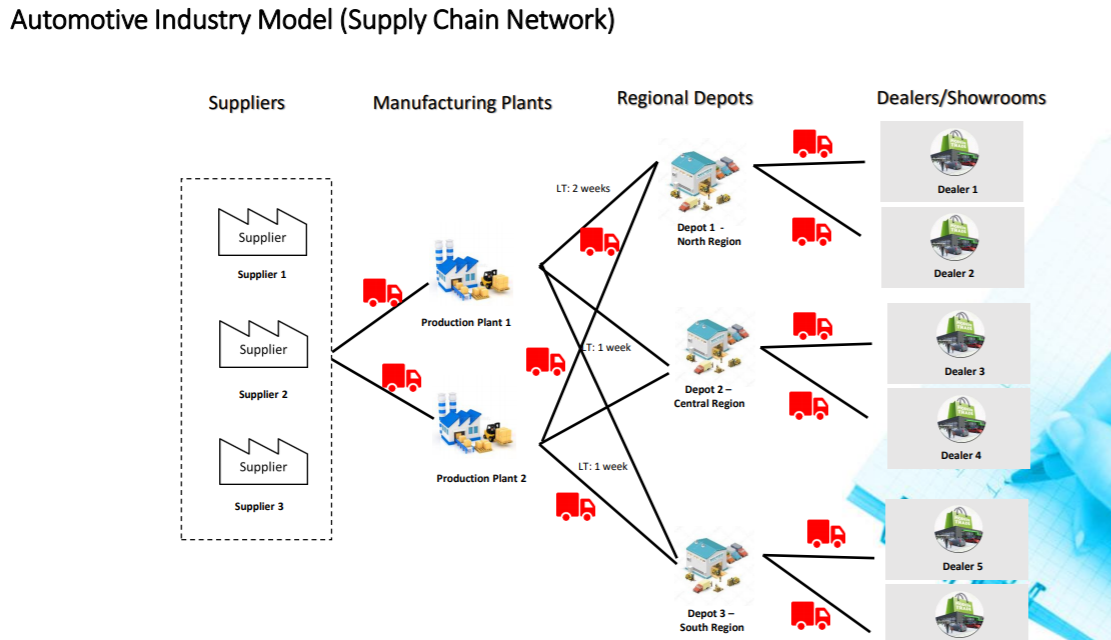 Automotive Industry Model (Supply Chain Network)
Suppliers
Manufacturing Plants
Regional Depots
Dealers/Showrooms
Supplier
Supplier 1
Supplier
Supplier 2
Supplier
Supplier 3
Production Plant 1
Production Plant 2
LT: 2 weeks
LT: 1 week
LT: 1 week
Depot 1 -
North Region
Depot 2 –
Central Region
Depot 3 –
South Region
Dealer 1
Dealer 2
Dealer 3
Dealer 4
Dealer 5